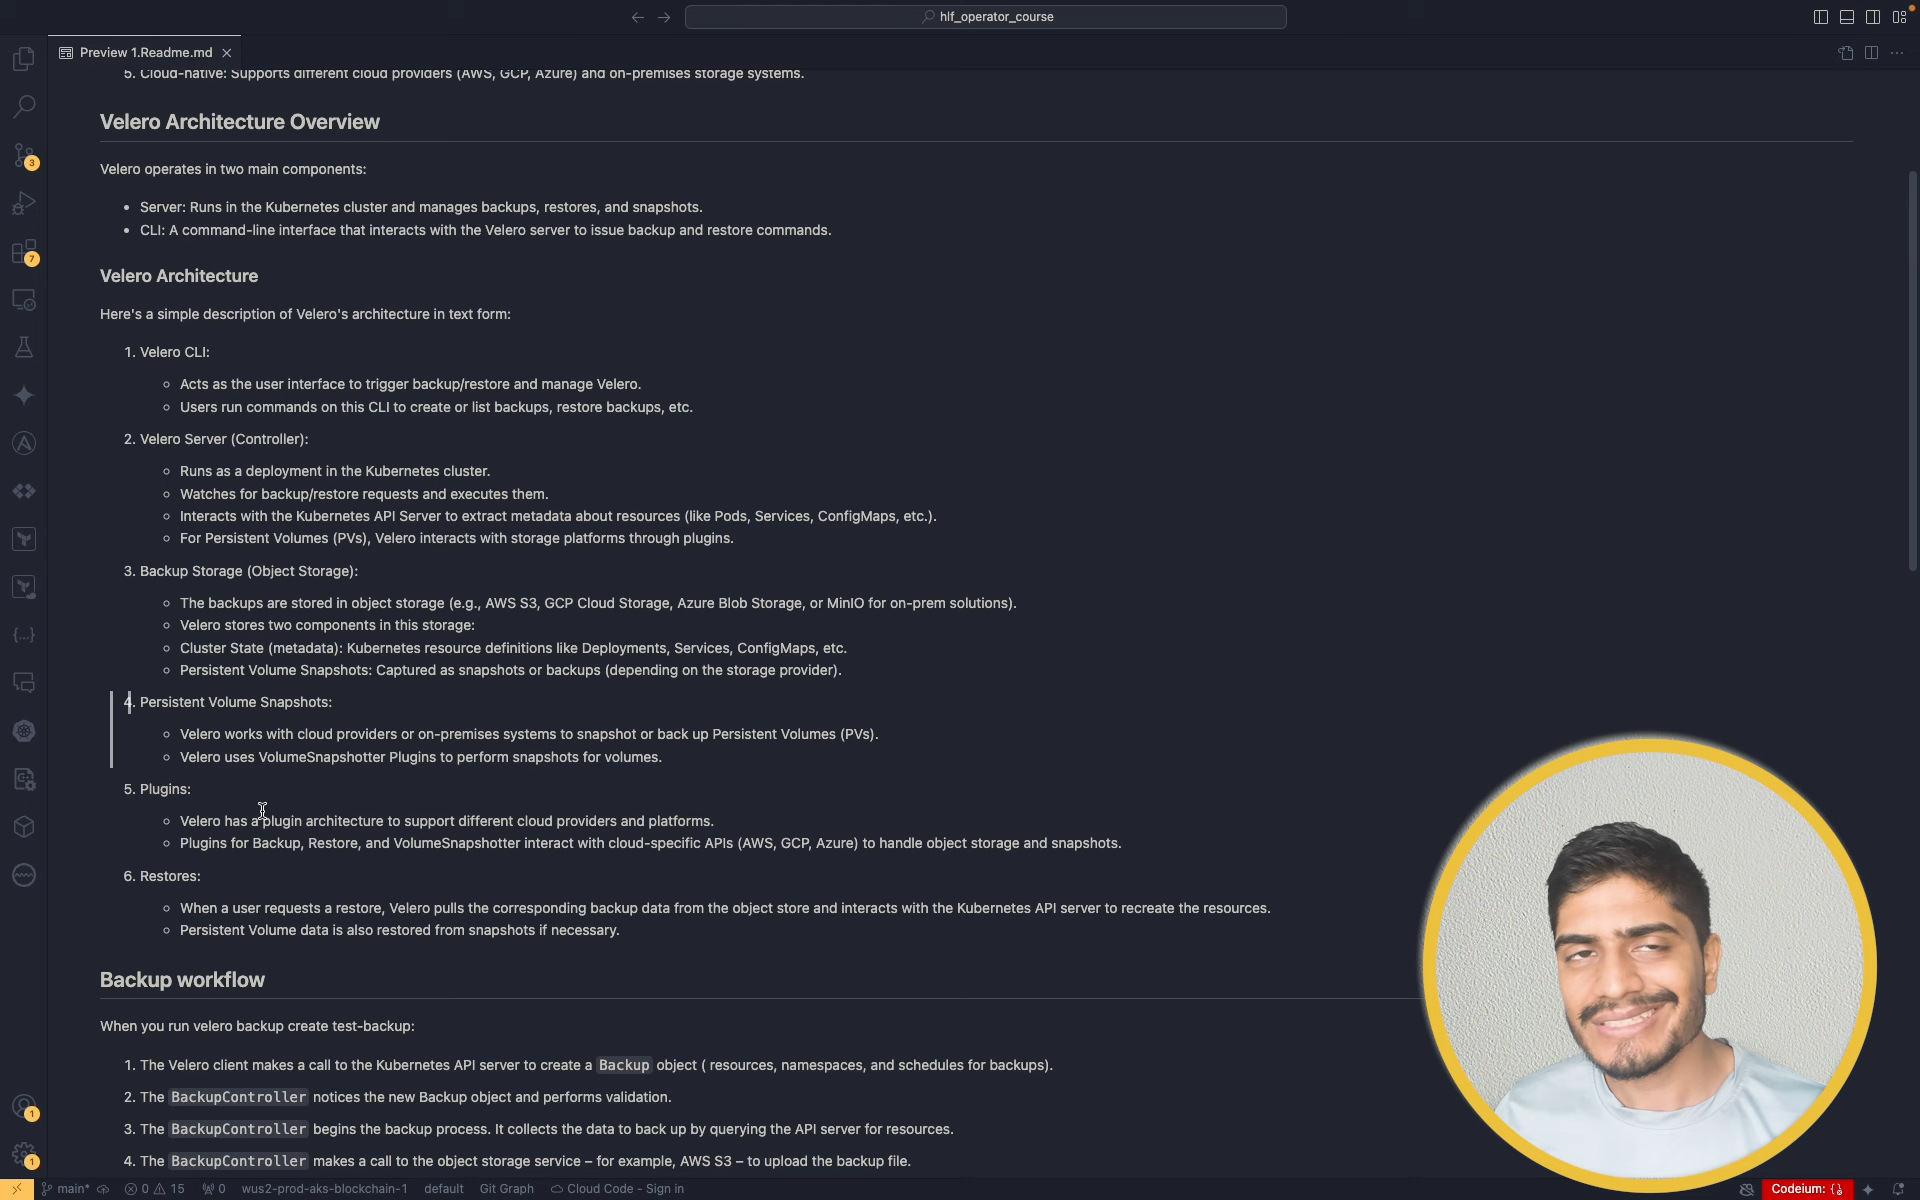 hlf_operator_course
Preview 1.Readme.md
5. Cloud-native: Supports different cloud providers (AWS, GCP, Azure) and on-premises storage systems.
Velero Architecture Overview
Velero operates in two main components:
Server: Runs in the Kubernetes cluster and manages backups, restores, and snapshots.
CLI: A command-line interface that interacts with the Velero server to issue backup and restore commands.
Velero Architecture
Here's a simple description of Velero's architecture in text form:
1. Velero CLI:
Acts as the user interface to trigger backup/restore and manage Velero.
Users run commands on this CLI to create or list backups, restore backups, etc.
2. Velero Server (Controller):
Runs as a deployment in the Kubernetes cluster.
Watches for backup/restore requests and executes them.
Interacts with the Kubernetes API Server to extract metadata about resources (like Pods, Services, ConfigMaps, etc.).
For Persistent Volumes (PVs), Velero interacts with storage platforms through plugins.
3. Backup Storage (Object Storage):
The backups are stored in object storage (e.g., AWS S3, GCP Cloud Storage, Azure Blob Storage, or MinIO for on-prem solutions).
Velero stores two components in this storage:
Cluster State (metadata): Kubernetes resource definitions like Deployments, Services, ConfigMaps, etc.
Persistent Volume Snapshots: Captured as snapshots or backups (depending on the storage provider).
4. Persistent Volume Snapshots:
Velero works with cloud providers or on-premises systems to snapshot or back up Persistent Volumes (PVs).
Velero uses VolumeSnapshotter Plugins to perform snapshots for volumes.
5. Plugins:
Velero has a plugin architecture to support different cloud providers and platforms.
Plugins for Backup, Restore, and VolumeSnapshotter interact with cloud-specific APIs (AWS, GCP, Azure) to handle object storage and snapshots.
6. Restores:
When a user requests a restore, Velero pulls the corresponding backup data from the object store and interacts with the Kubernetes API server to recreate the resources.
Persistent Volume data is also restored from snapshots if necessary.
Backup workflow
When you run velero backup create test-backup:
1. The Velero client makes a call to the Kubernetes API server to create a Backup object ( resources, namespaces, and schedules for backups).
2. The BackupController notices the new Backup object and performs validation.
3. The BackupController begins the backup process. It collects the data to back up by querying the API server for resources.
4. The BackupController makes a call to the object storage service – for example, AWS S3 – to upload the backup file.
3
7
1
1
main* 0 15 0 wus2-prod-aks-blockchain-1 default Git Graph Cloud Code - Sign in Codeium: {}